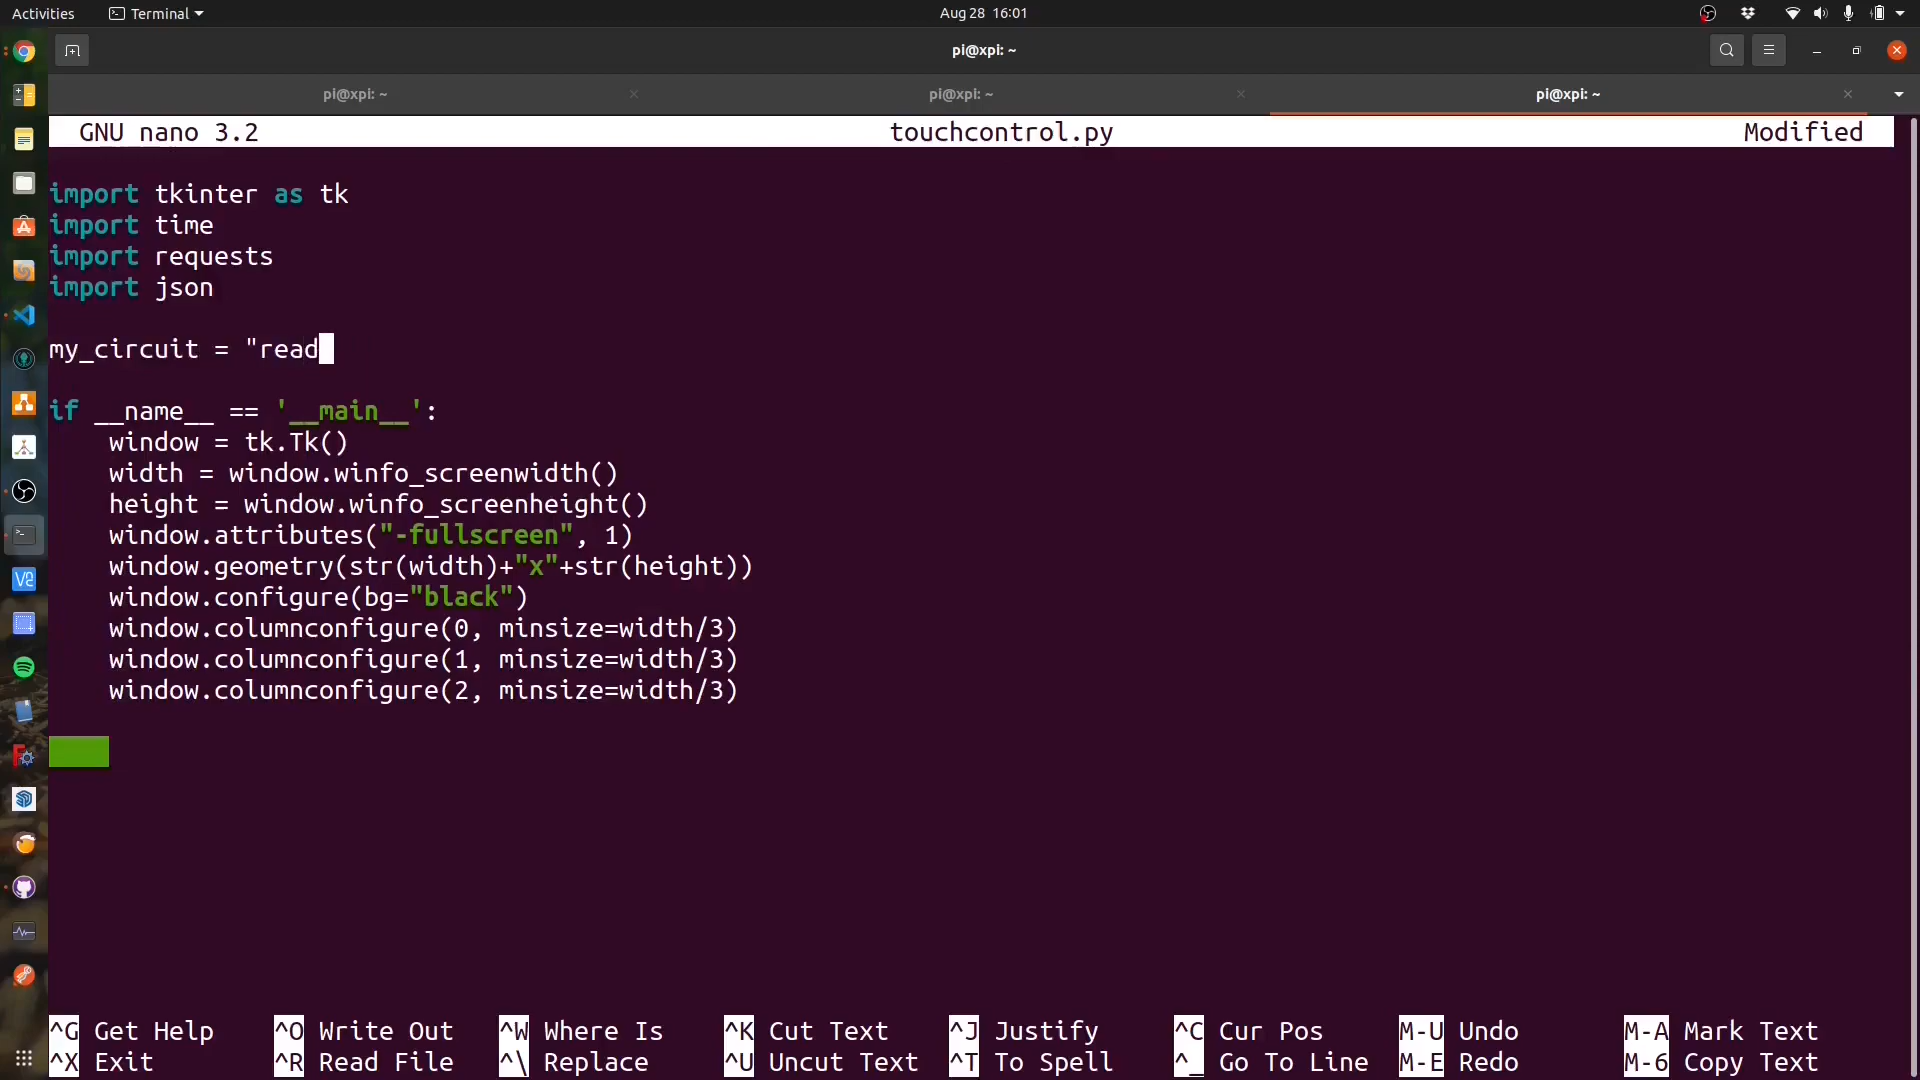 Activities Terminal Aug 28 16:01
pi@xpi: ~
pi@xpi: ~ pi@xpi: ~ pi@xpi: ~
GNU nano 3.2 touchcontrol.py Modified
import tkinter as tk
import time
import requests
import json
my_circuit = "read
if __name__ == '__main__':
    window = tk.Tk()
    width = window.winfo_screenwidth()
    height = window.winfo_screenheight()
    window.attributes("-fullscreen", 1)
    window.geometry(str(width)+"x"+str(height))
    window.configure(bg="black")
    window.columnconfigure(0, minsize=width/3)
    window.columnconfigure(1, minsize=width/3)
    window.columnconfigure(2, minsize=width/3)
^G Get Help ^O Write Out ^W Where Is ^K Cut Text ^J Justify ^C Cur Pos M-U Undo M-A Mark Text
^X Exit ^R Read File ^\ Replace ^U Uncut Text ^T To Spell ^_ Go To Line M-E Redo M-6 Copy Text